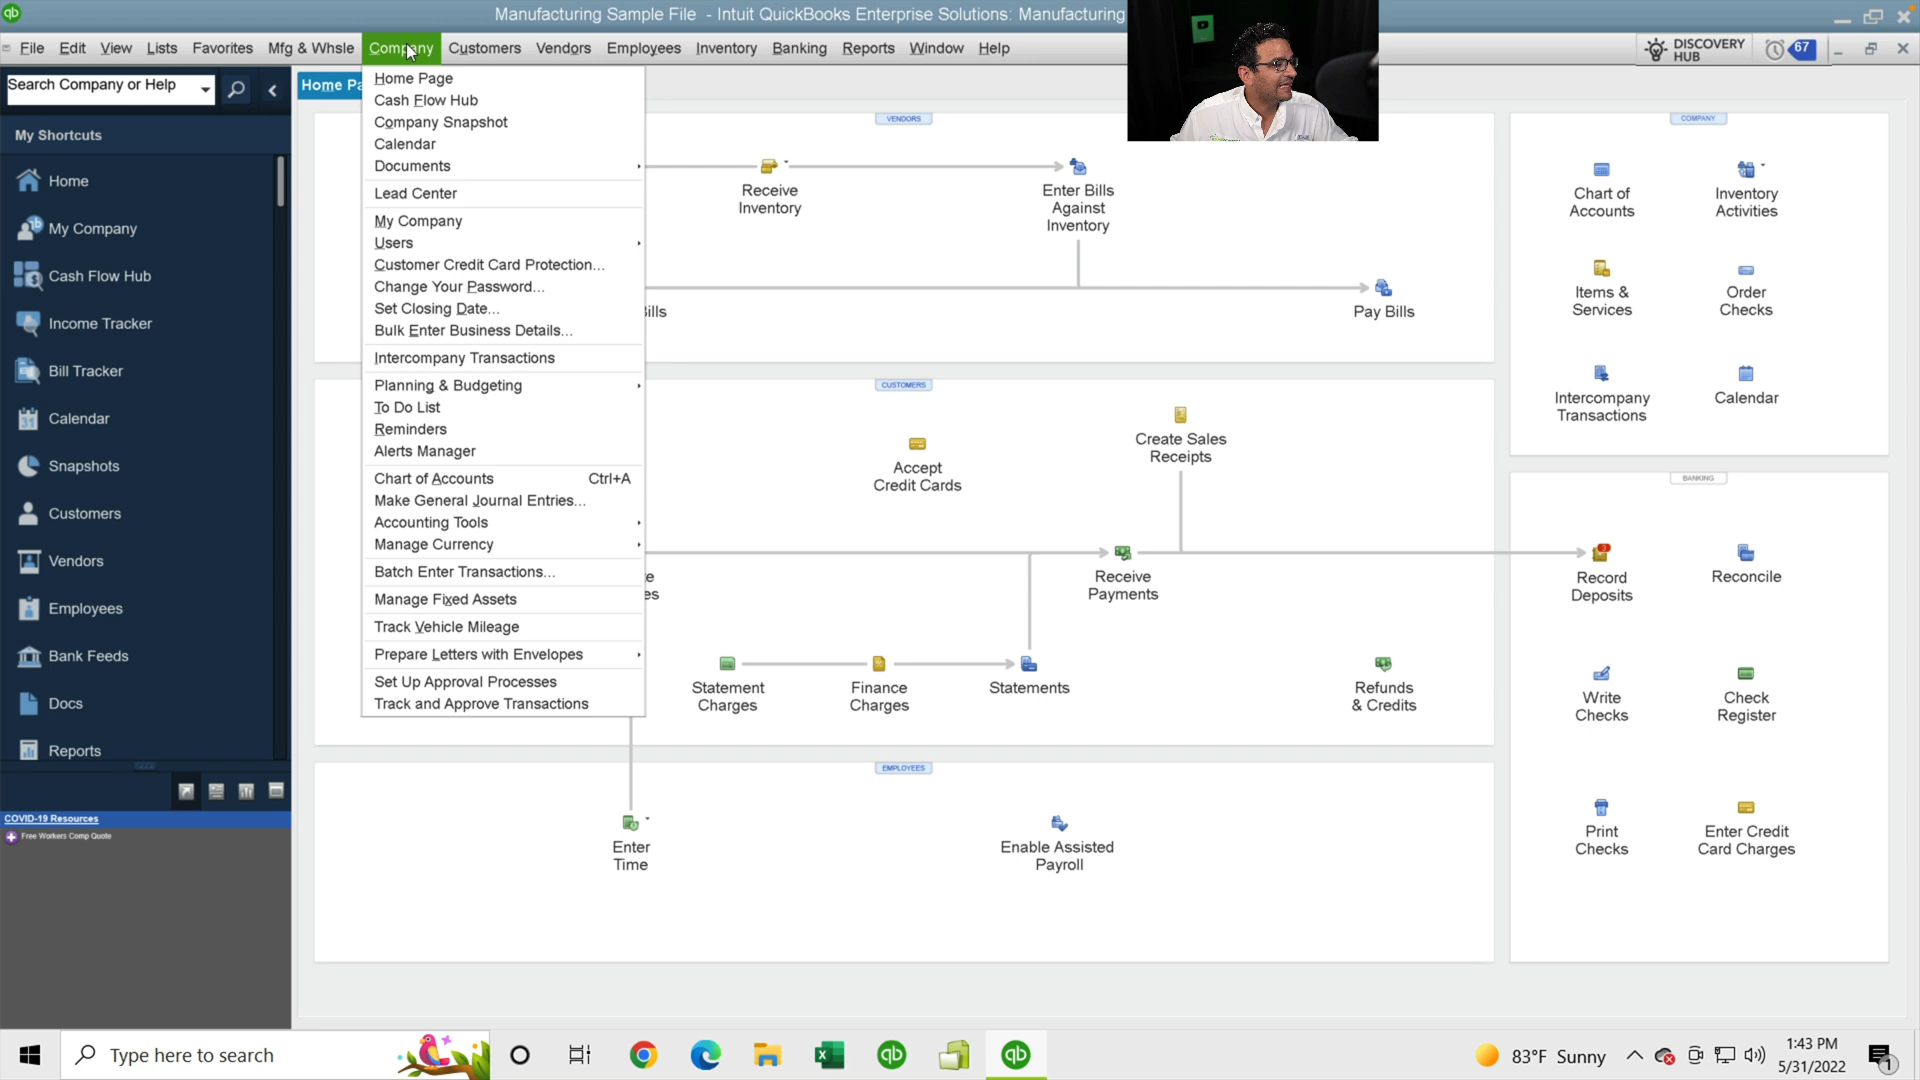 qb
Manufacturing Sample File - Intuit QuickBooks Enterprise Solutions: Manufacturing
File Edit View Lists Favorites Mfg & Whsle Company Customers Vendors Employees Inventory Banking Reports Window Help
DISCOVERY HUB
67
Search Company or Help
Home Pa
My Shortcuts
Home
My Company
Cash Flow Hub
Income Tracker
Bill Tracker
Calendar
Snapshots
Customers
Vendors
Employees
Bank Feeds
Docs
Reports
COVID-19 Resources
Free Workers Comp Quote
Home Page
Cash Flow Hub
Company Snapshot
Calendar
Documents
Lead Center
My Company
Users
Customer Credit Card Protection...
Change Your Password...
Set Closing Date...
Bulk Enter Business Details...
Intercompany Transactions
Planning & Budgeting
To Do List
Reminders
Alerts Manager
Chart of Accounts Ctrl+A
Make General Journal Entries...
Accounting Tools
Manage Currency
Batch Enter Transactions...
Manage Fixed Assets
Track Vehicle Mileage
Prepare Letters with Envelopes
Set Up Approval Processes
Track and Approve Transactions
VENDORS
Receive
Inventory
Enter Bills
Against
Inventory
Pay Bills
CUSTOMERS
Accept
Credit Cards
Create Sales
Receipts
Receive
Payments
Statement
Charges
Finance
Charges
Statements
Refunds
& Credits
EMPLOYEES
Enter
Time
Enable Assisted
Payroll
COMPANY
Chart of
Accounts
Inventory
Activities
Items &
Services
Order
Checks
Intercompany
Transactions
Calendar
BANKING
Record
Deposits
Reconcile
Write
Checks
Check
Register
Print
Checks
Enter Credit
Card Charges
Type here to search
83°F Sunny
1:43 PM
5/31/2022
1